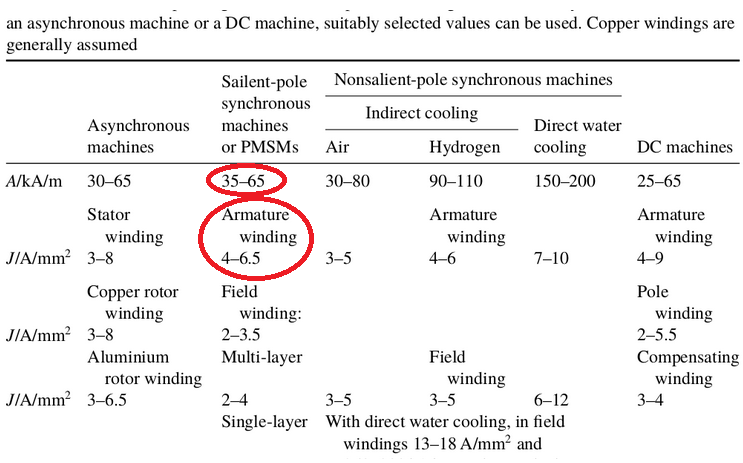 an asynchronous machine or a DC machine, suitably selected values can be used. Copper windings are
generally assumed
Sailent-pole Nonsalient-pole synchronous machines
synchronous
machines Indirect cooling
Asynchronous Direct water
machines or PMSMs Air Hydrogen cooling DC machines
A/kA/m 30–65 35–65 30–80 90–110 150–200 25–65
Stator Armature Armature Armature
winding winding winding winding
J/A/mm² 3–8 4–6.5 3–5 4–6 7–10 4–9
Copper rotor Field Pole
winding winding: winding
J/A/mm² 3–8 2–3.5 2–5.5
Aluminium Multi-layer Field Compensating
rotor winding winding winding
J/A/mm² 3–6.5 2–4 3–5 3–5 6–12 3–4
Single-layer With direct water cooling, in field
windings 13–18 A/mm² and